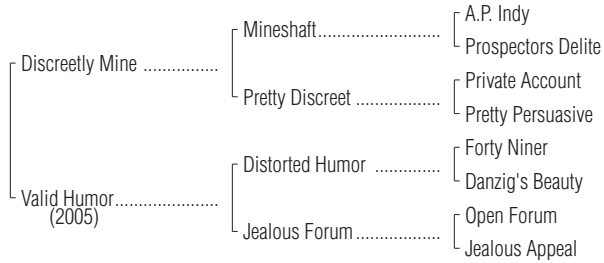 A.P. Indy
Mineshaft
Prospectors Delite
Discreetly Mine
Private Account
Pretty Discreet
Pretty Persuasive
Forty Niner
Distorted Humor
Danzig's Beauty
Valid Humor
(2005)
Open Forum
Jealous Forum
Jealous Appeal